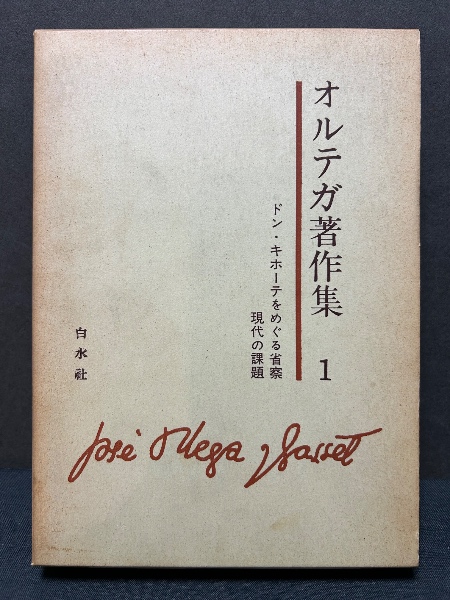 オルテガ著作集 1
ドン・キホーテをめぐる省察
現代の課題
白水社
José Ortega y Gasset